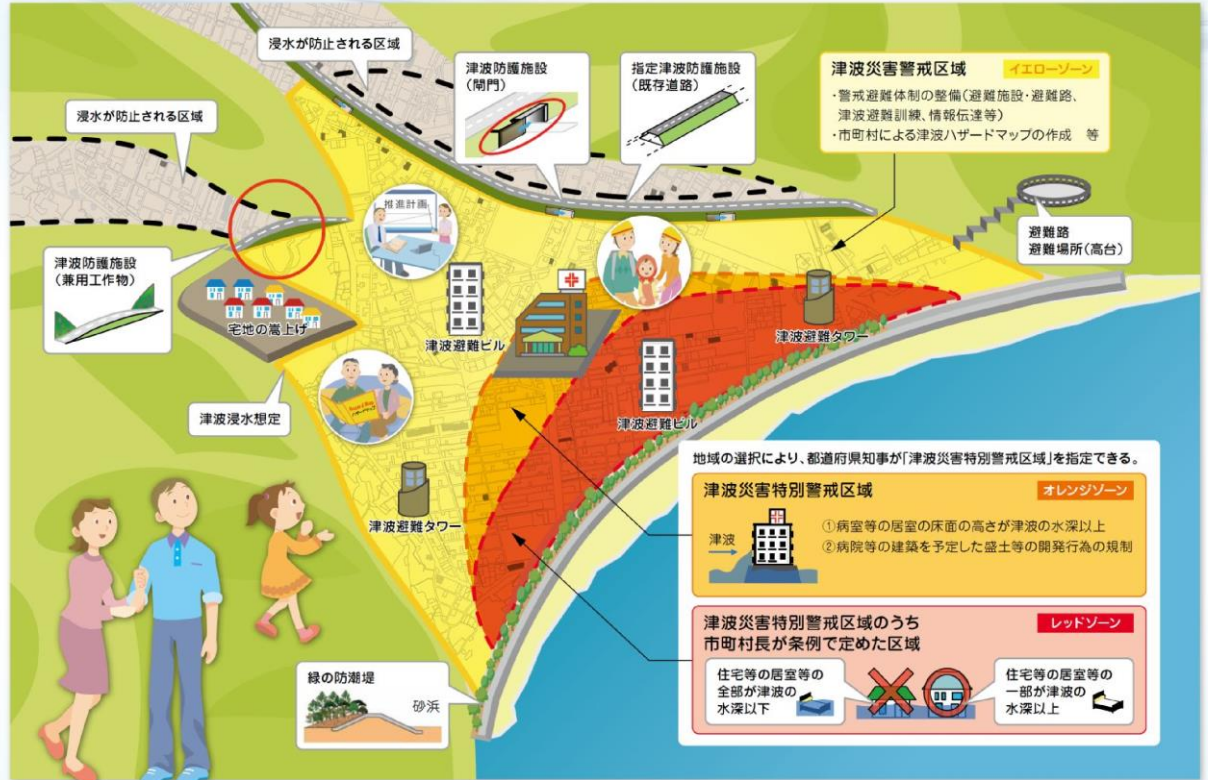 浸水が防止される区域
浸水が防止される区域
津波防護施設
(閘門)
指定津波防護施設
(既存道路)
津波災害警戒区域
イエローゾーン
・警戒避難体制の整備(避難施設・避難路、
津波避難訓練、情報伝達等)
・市町村による津波ハザードマップの作成 等
推進計画
避難路
避難場所(高台)
津波防護施設
(兼用工作物)
宅地の嵩上げ
津波避難ビル
津波避難タワー
津波浸水想定
津波避難ビル
津波避難タワー
地域の選択により、都道府県知事が「津波災害特別警戒区域」を指定できる。
津波災害特別警戒区域
オレンジゾーン
津波
①病室等の居室の床面の高さが津波の水深以上
②病院等の建築を予定した盛土等の開発行為の規制
津波災害特別警戒区域のうち
市町村長が条例で定めた区域
レッドゾーン
住宅等の居室等の
全部が津波の
水深以下
住宅等の居室等の
一部が津波の
水深以上
緑の防潮堤
砂浜